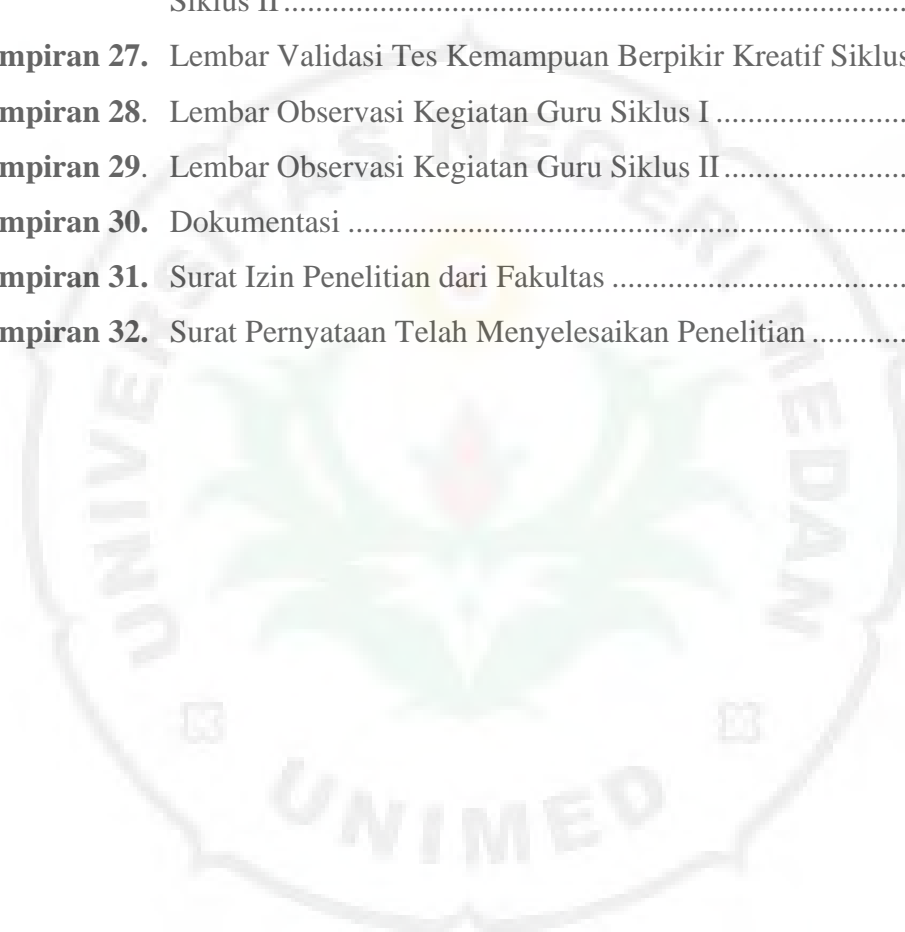 Siklus II ........................................................................
mpiran 27. Lembar Validasi Tes Kemampuan Berpikir Kreatif Siklus
mpiran 28. Lembar Observasi Kegiatan Guru Siklus I .......................
mpiran 29. Lembar Observasi Kegiatan Guru Siklus II ......................
mpiran 30. Dokumentasi ...................................................................
mpiran 31. Surat Izin Penelitian dari Fakultas ...................................
mpiran 32. Surat Pernyataan Telah Menyelesaikan Penelitian ............
UNIVERSITAS NEGERI MEDAN
UNIMED